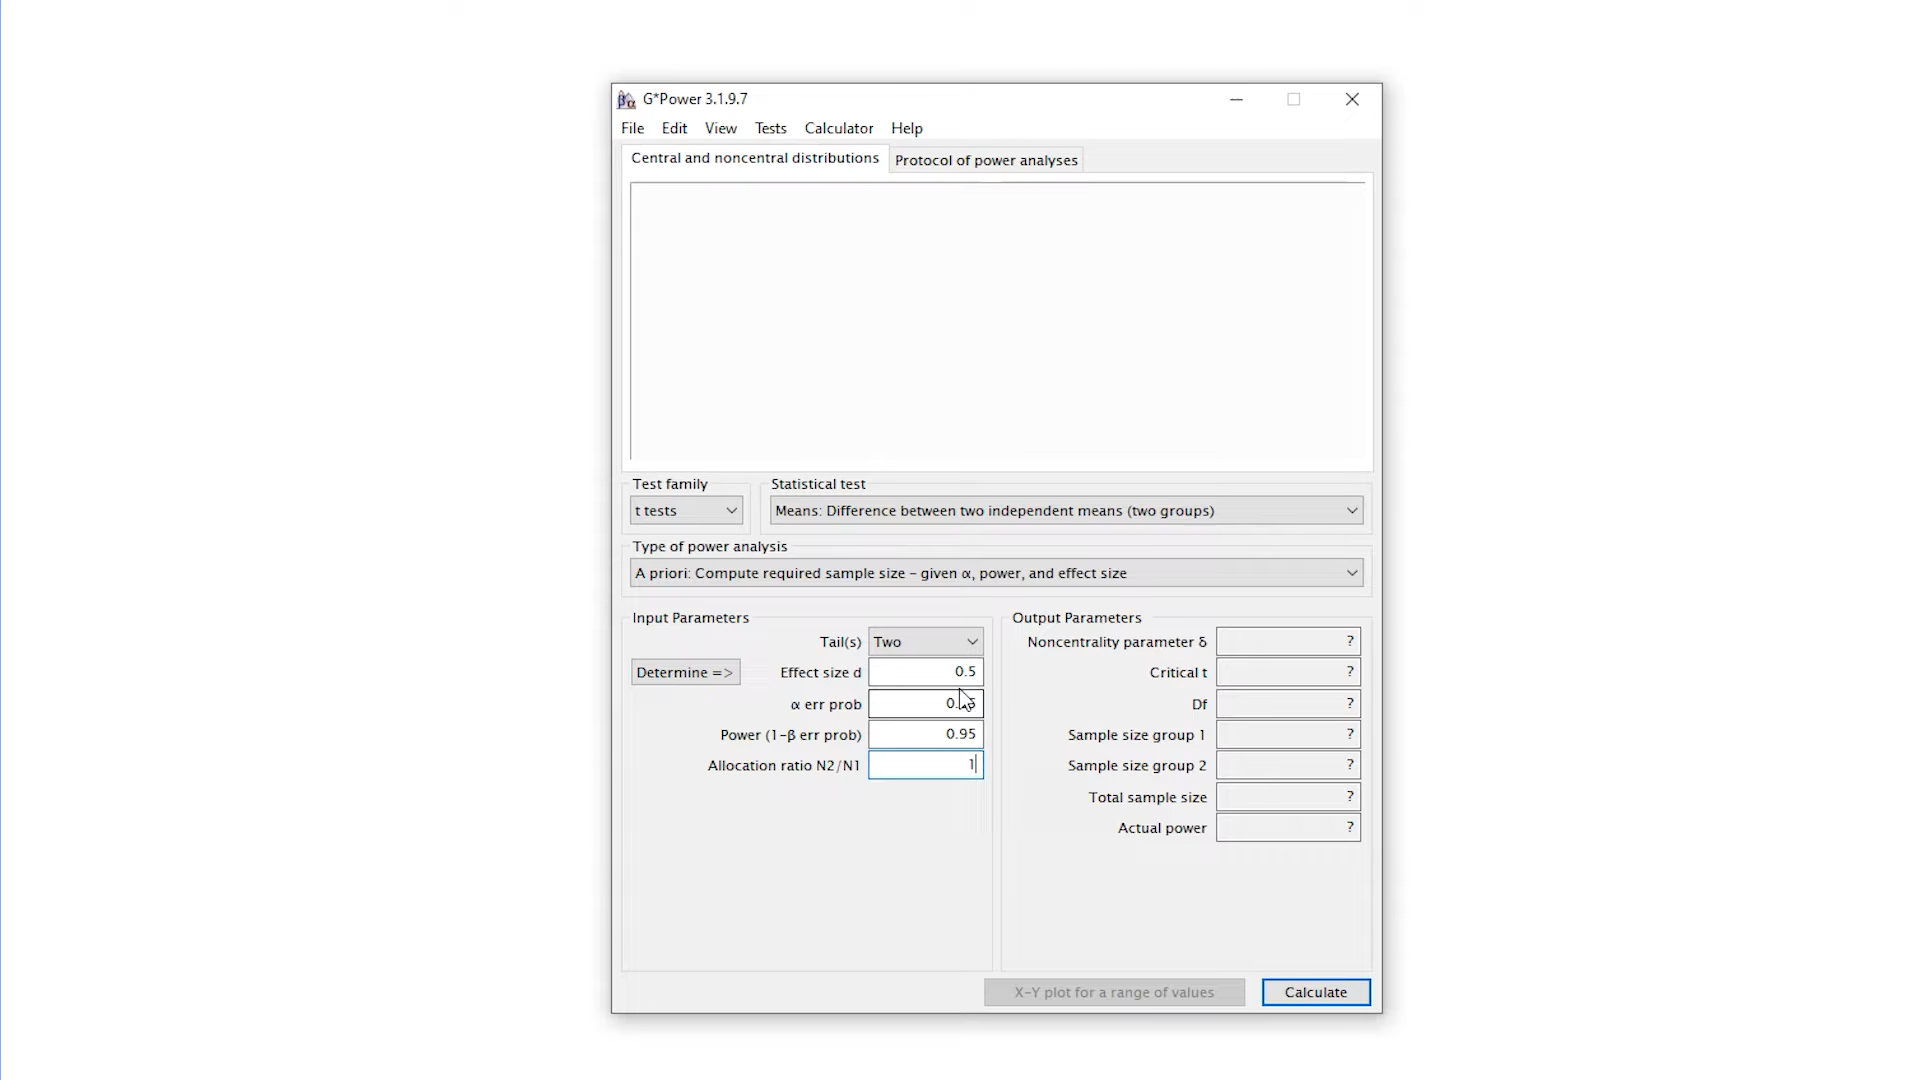 G*Power 3.1.9.7
File Edit View Tests Calculator Help
Central and noncentral distributions Protocol of power analyses
Test family Statistical test
t tests Means: Difference between two independent means (two groups)
Type of power analysis
A priori: Compute required sample size – given α, power, and effect size
Input Parameters Output Parameters
Tail(s) Two Noncentrality parameter δ ?
Determine => Effect size d 0.5 Critical t ?
α err prob Df ?
Power (1-β err prob) 0.95 Sample size group 1 ?
Allocation ratio N2/N1 1 Sample size group 2 ?
Total sample size ?
Actual power ?
X-Y plot for a range of values Calculate